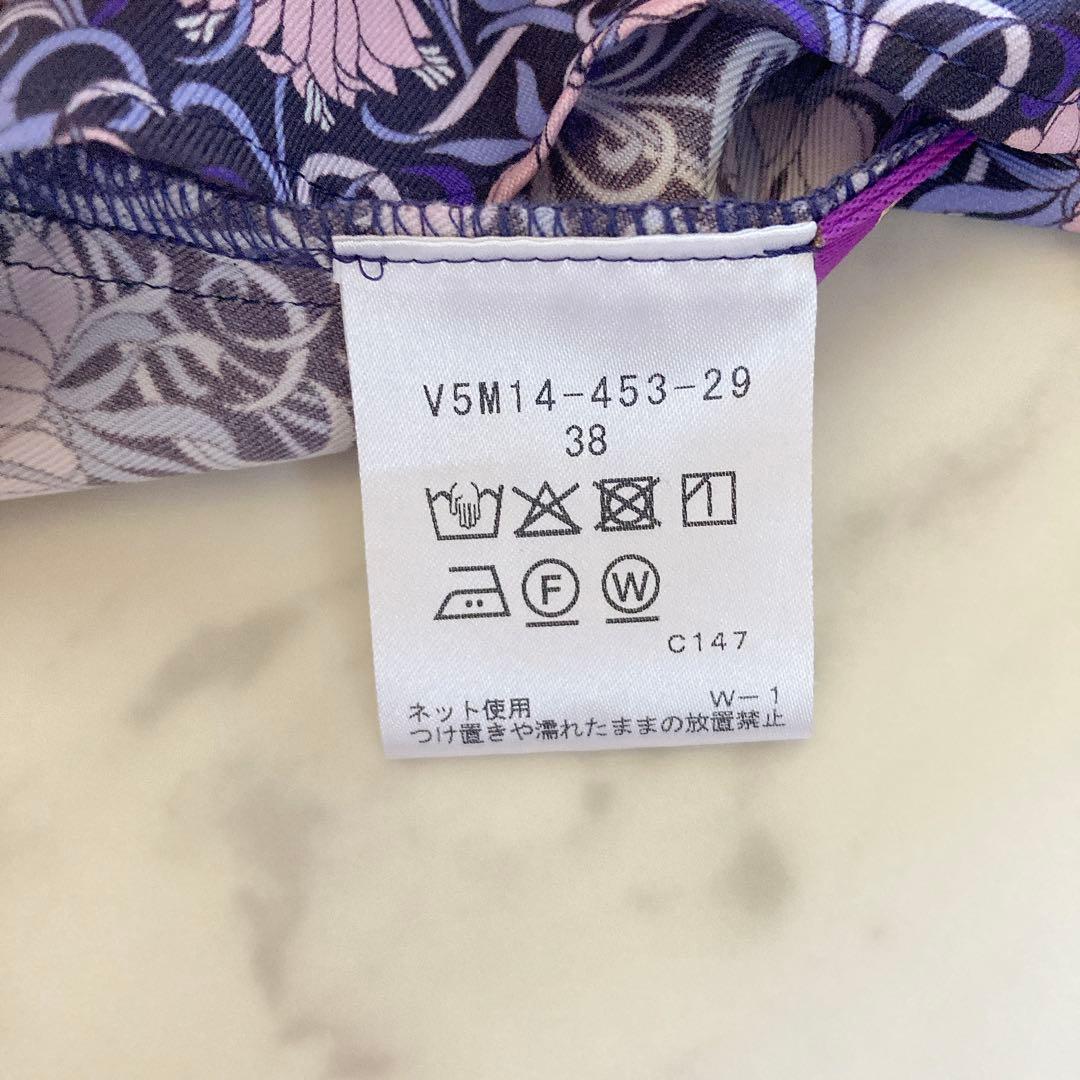 V5M14-453-29
38
F W
C147
ネット使用 W-1
つけ置きや濡れたままの放置禁止